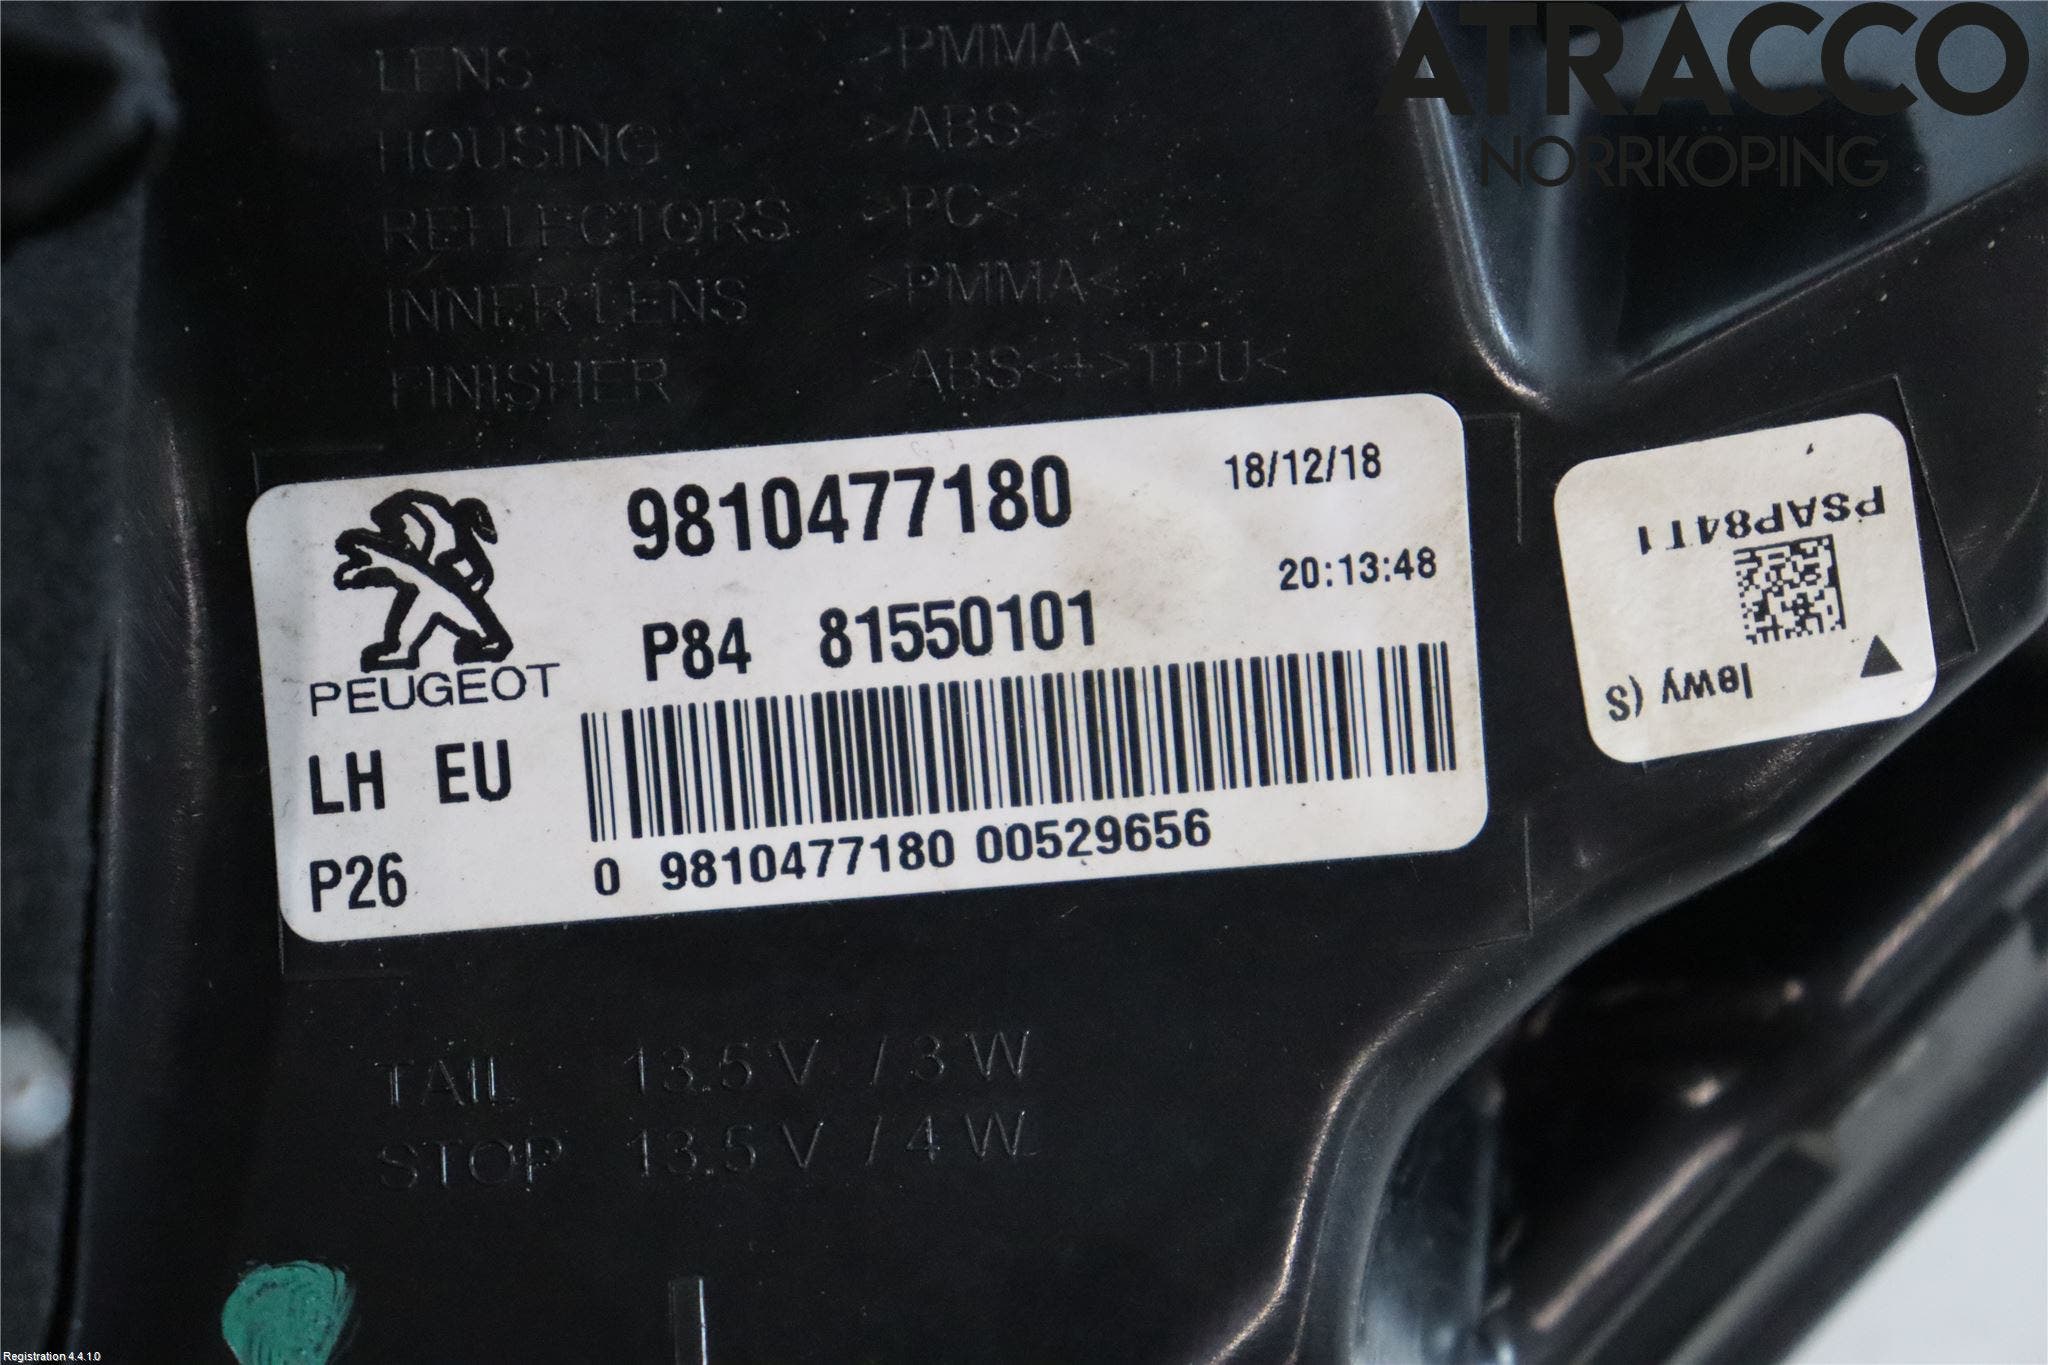 ATRACCO
NORRKÖPING
LENS >PMMA<
HOUSING >ABS<
REFLECTORS >PC<
INNER LENS >PMMA<
FINISHER >ABS<+>TPU<
9810477180 18/12/18
20:13:48
P84 81550101
PEUGEOT
LH EU
P26
0 9810477180 00529656
PSAP84T1
lewy (S
TAIL 13.5 V / 3 W
STOP 13.5 V / 4 W
Registration 4.4.1.0